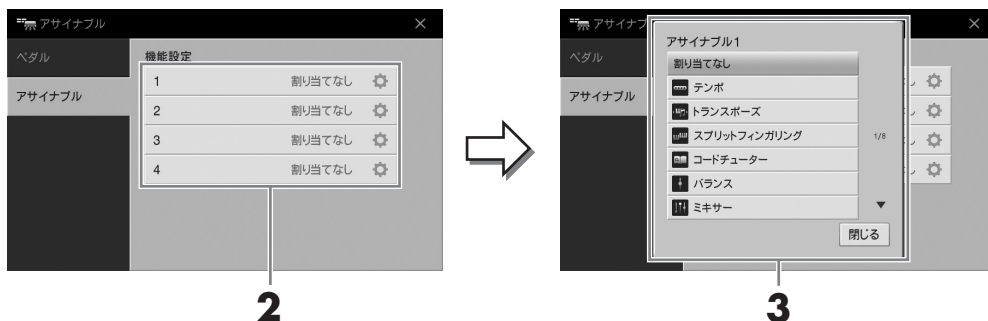 アサイナブル
ペダル
アサイナブル
機能設定
1 割り当てなし
2 割り当てなし
3 割り当てなし
4 割り当てなし
2
アサイナブ
ペダル
アサイナブル
アサイナブル1
割り当てなし
テンポ
トランスポーズ
スプリットフィンガリング
コードチューター
バランス
ミキサー
1/8
閉じる
3